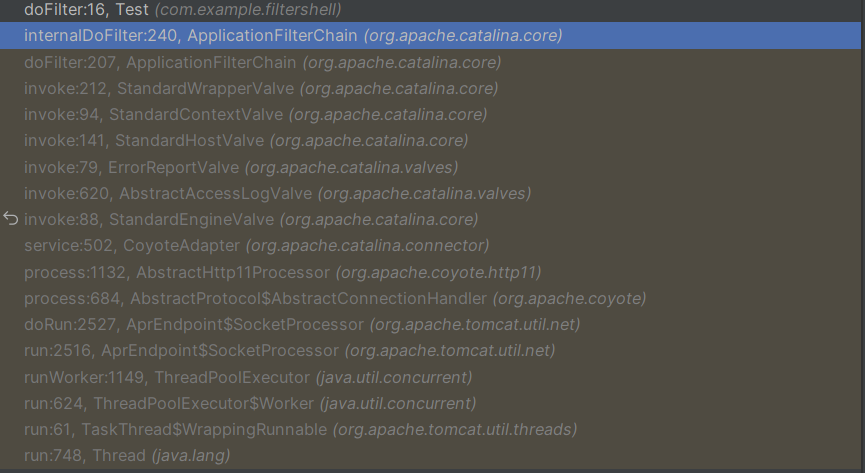 doFilter:16, Test (com.example.filtershell)
internalDoFilter:240, ApplicationFilterChain (org.apache.catalina.core)
doFilter:207, ApplicationFilterChain (org.apache.catalina.core)
invoke:212, StandardWrapperValve (org.apache.catalina.core)
invoke:94, StandardContextValve (org.apache.catalina.core)
invoke:141, StandardHostValve (org.apache.catalina.core)
invoke:79, ErrorReportValve (org.apache.catalina.valves)
invoke:620, AbstractAccessLogValve (org.apache.catalina.valves)
invoke:88, StandardEngineValve (org.apache.catalina.core)
service:502, CoyoteAdapter (org.apache.catalina.connector)
process:1132, AbstractHttp11Processor (org.apache.coyote.http11)
process:684, AbstractProtocol$AbstractConnectionHandler (org.apache.coyote)
doRun:2527, AprEndpoint$SocketProcessor (org.apache.tomcat.util.net)
run:2516, AprEndpoint$SocketProcessor (org.apache.tomcat.util.net)
runWorker:1149, ThreadPoolExecutor (java.util.concurrent)
run:624, ThreadPoolExecutor$Worker (java.util.concurrent)
run:61, TaskThread$WrappingRunnable (org.apache.tomcat.util.threads)
run:748, Thread (java.lang)